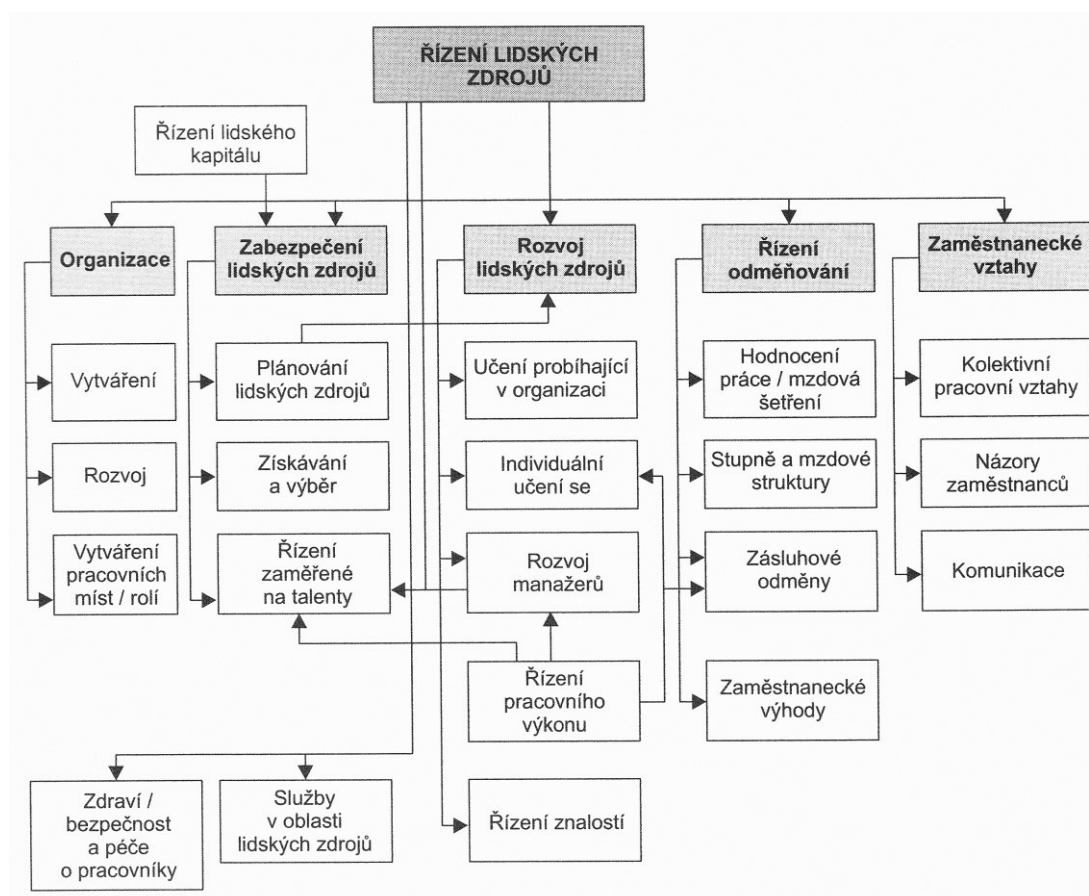 ŘÍZENÍ LIDSKÝCH
ZDROJŮ
Řízení lidského
kapitálu
Organizace
Zabezpečení
lidských zdrojů
Rozvoj
lidských zdrojů
Řízení
odměňování
Zaměstnanecké
vztahy
Vytváření
Plánování
lidských zdrojů
Učení probíhající
v organizaci
Hodnocení
práce / mzdová
šetření
Kolektivní
pracovní vztahy
Rozvoj
Získávání
a výběr
Individuální
učení se
Stupně a mzdové
struktury
Názory
zaměstnanců
Vytváření
pracovních
míst / rolí
Řízení
zaměřené
na talenty
Rozvoj
manažerů
Zásluhové
odměny
Komunikace
Řízení
pracovního
výkonu
Zaměstnanecké
výhody
Zdraví /
bezpečnost
a péče
o pracovníky
Služby
v oblasti
lidských zdrojů
Řízení znalostí